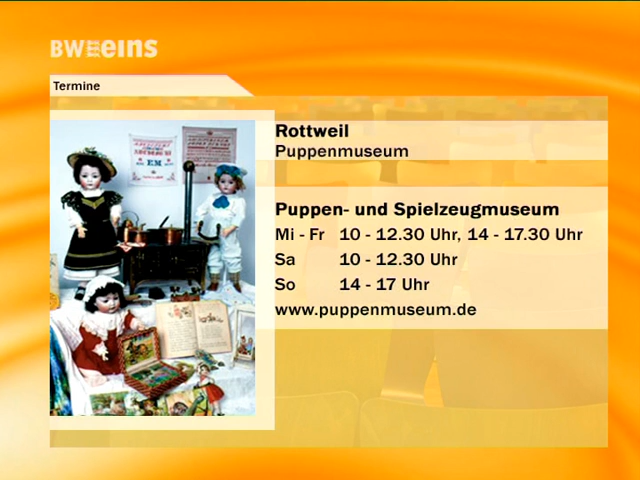 BW eins
Termine
Rottweil
Puppenmuseum
Puppen- und Spielzeugmuseum
Mi - Fr 10 - 12.30 Uhr, 14 - 17.30 Uhr
Sa 10 - 12.30 Uhr
So 14 - 17 Uhr
www.puppenmuseum.de